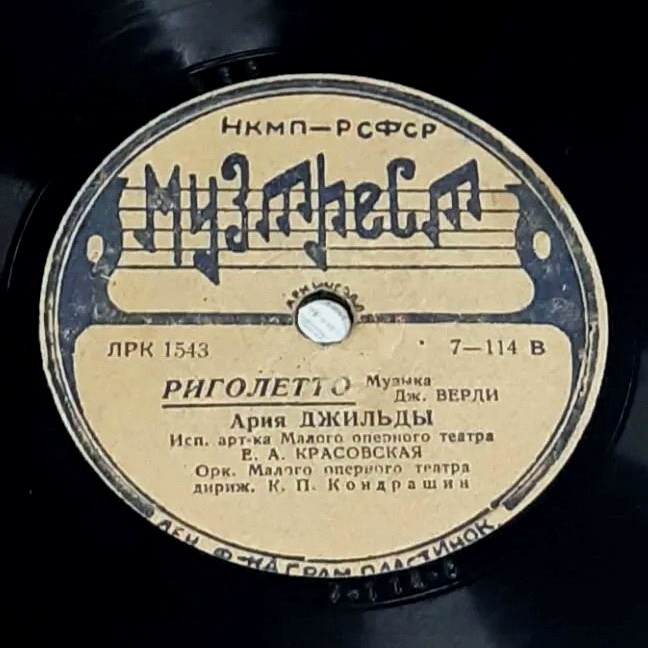 НКМП—РСФСР
МУЗТРЕСТ
ЛРК 1543
7—114 В
РИГОЛЕТТО Музыка
Дж. ВЕРДИ
Ария ДЖИЛЬДЫ
Исп. арт-ка Малого оперного театра
Е. А. КРАСОВСКАЯ
Орк. Малого оперного театра
дириж. К. П. Кондрашин
ЛЕН. Ф-КА ГРАМ.ПЛАСТИНОК.